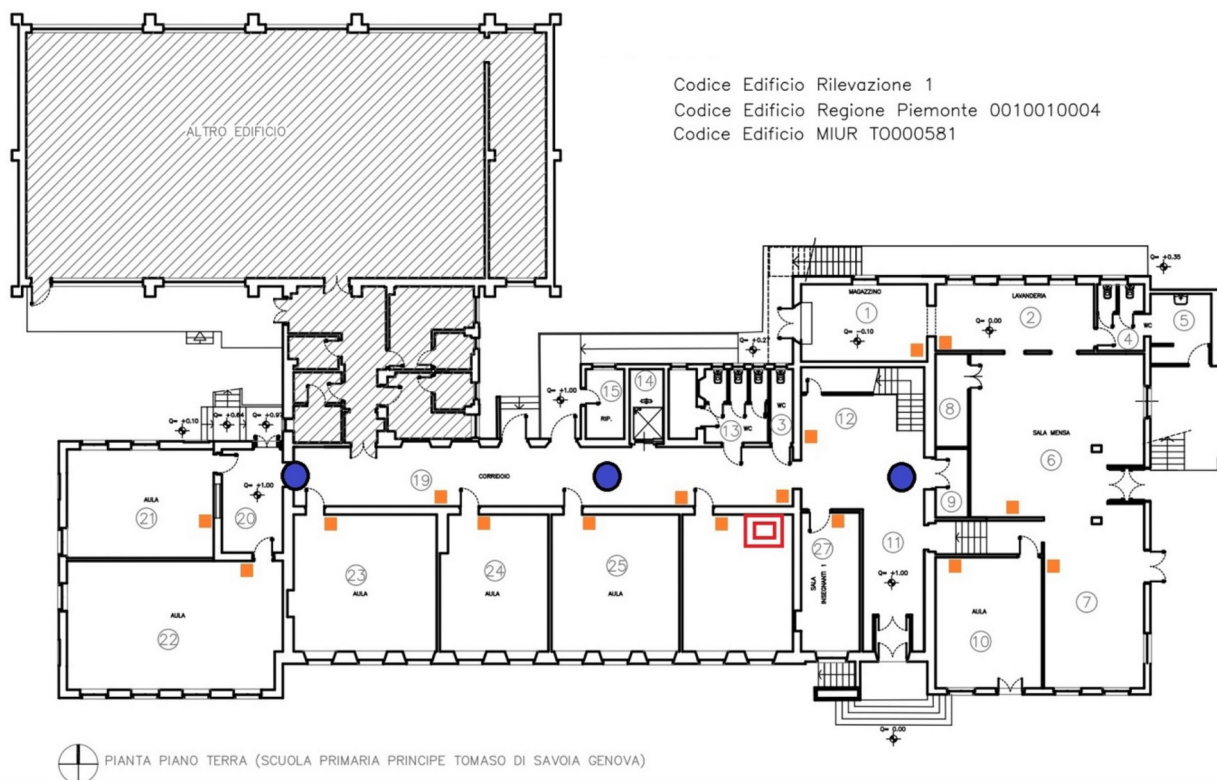 Codice Edificio Rilevazione 1
Codice Edificio Regione Piemonte 0010010004
Codice Edificio MIUR TO000581
ALTRO EDIFICIO
Q= +0.35
MAGAZZINO
1
Q= -0.10
LAVANDERIA
2
Q= 0.00
4
WC
5
Q= +0.27
Q= +1.00
15
RIP.
14
13
WC
WC
3
12
8
SALA MENSA
6
Q= +0.10
Q= +0.64
Q= +0.97
AULA
21
Q= +1.00
20
19
CORRIDOIO
9
11
Q= +1.00
27
SALA
INSEGNANTI 1
23
AULA
24
AULA
25
AULA
AULA
22
AULA
10
7
Q= 0.00
PIANTA PIANO TERRA (SCUOLA PRIMARIA PRINCIPE TOMASO DI SAVOIA GENOVA)